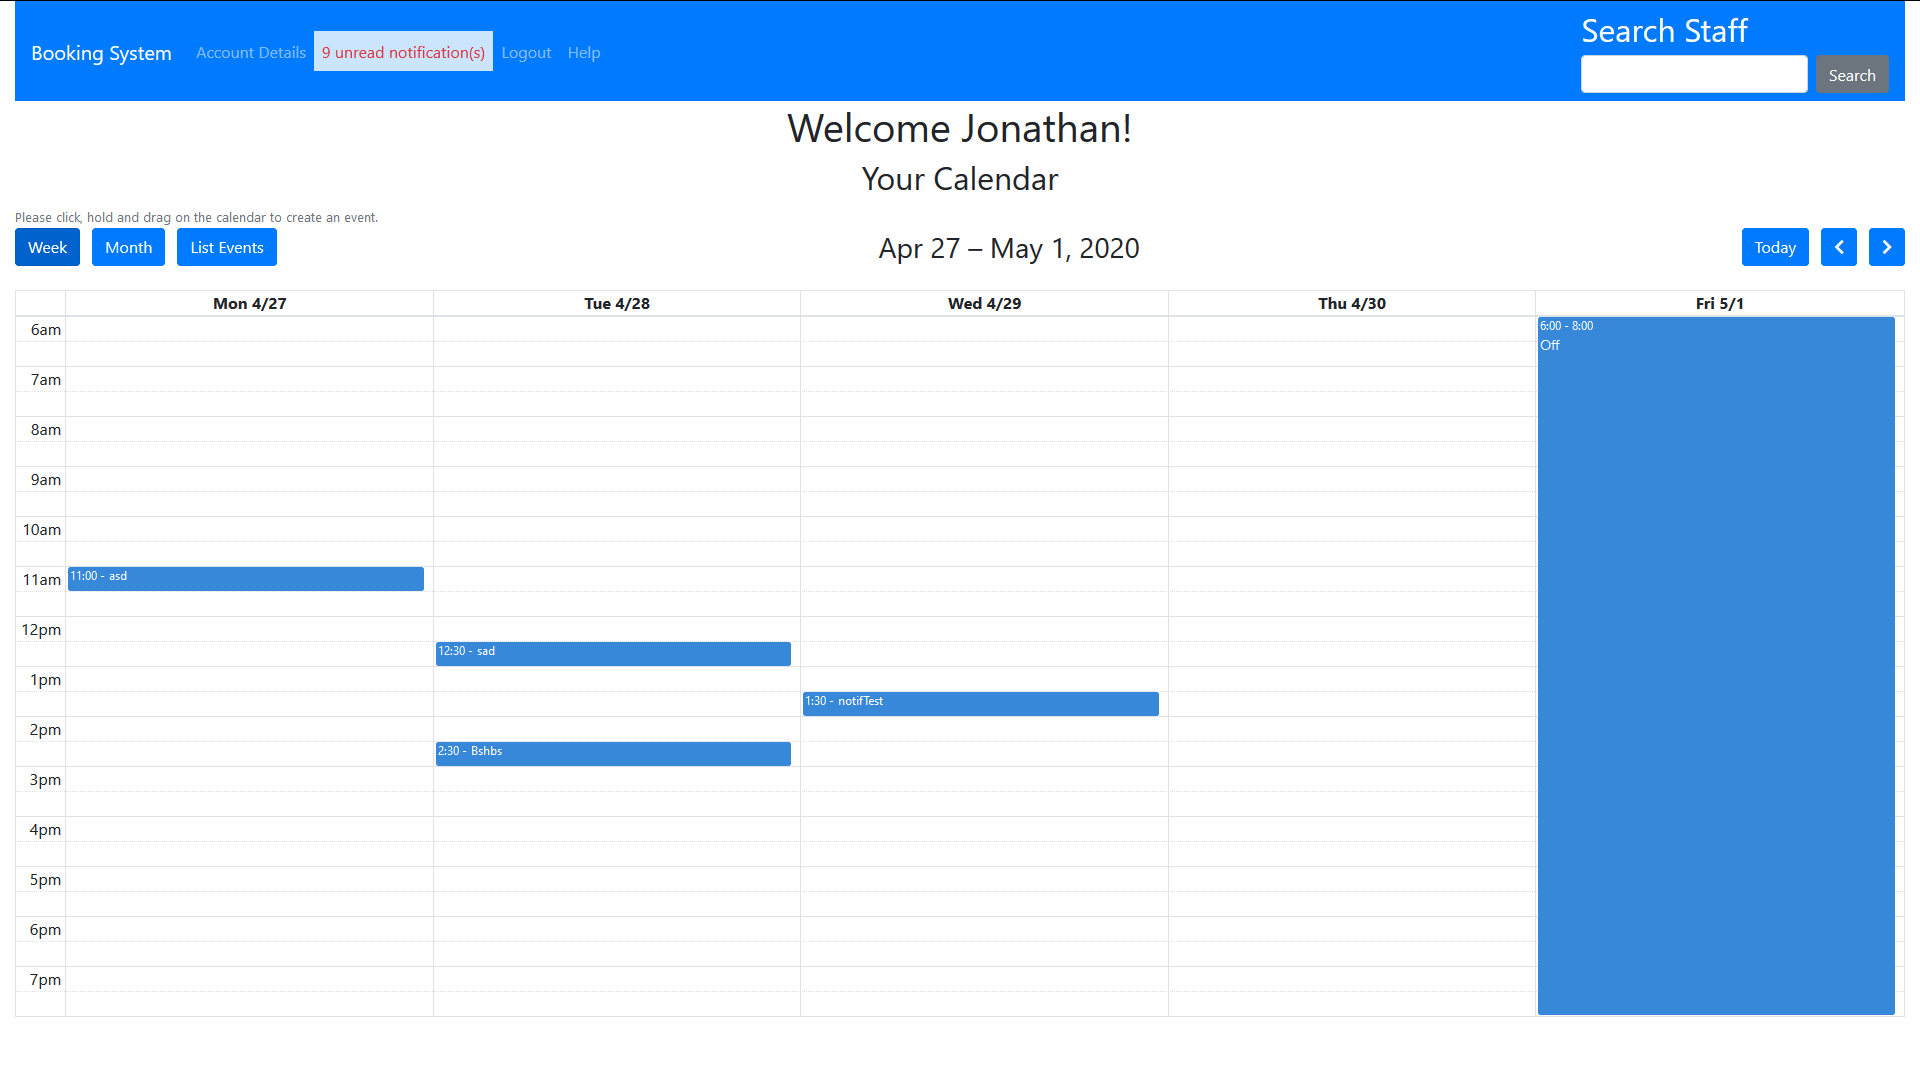 Booking System Account Details 9 unread notification(s) Logout Help
Search Staff
Search
Welcome Jonathan!
Your Calendar
Please click, hold and drag on the calendar to create an event.
Week Month List Events
Apr 27 – May 1, 2020
Today
Mon 4/27 Tue 4/28 Wed 4/29 Thu 4/30 Fri 5/1
6am
6:00 - 8:00
Off
7am
8am
9am
10am
11am
11:00 - asd
12pm
12:30 - sad
1pm
1:30 - notifTest
2pm
2:30 - Bshbs
3pm
4pm
5pm
6pm
7pm